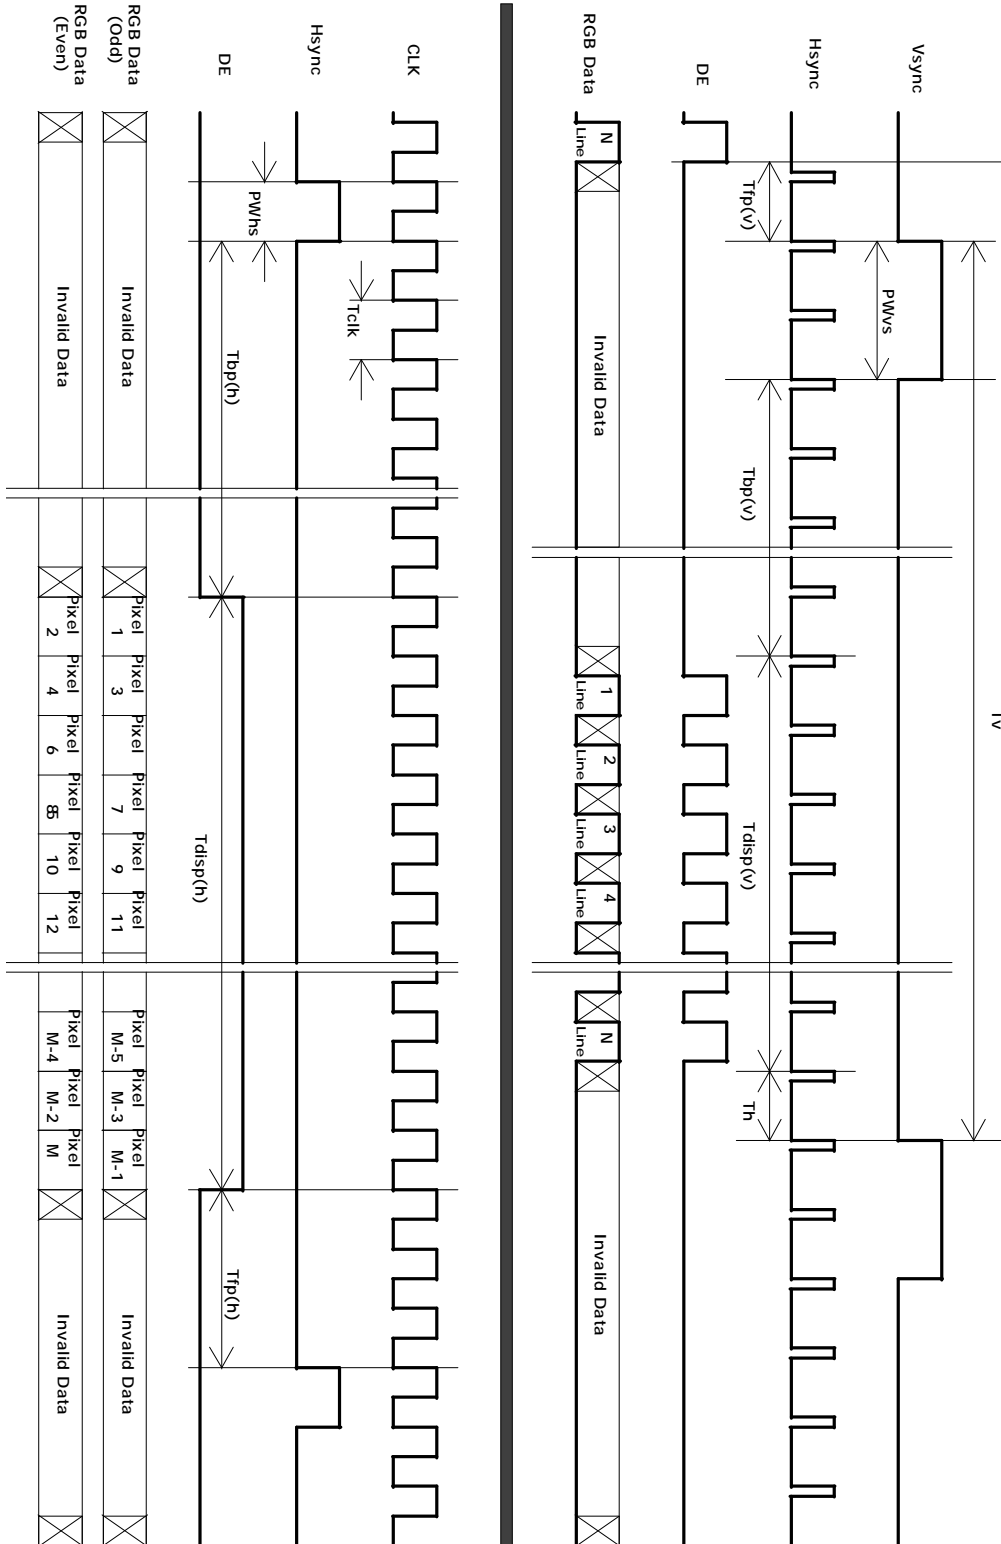 Tv
Vsync
PWvs
Hsync
Tfp(v)
Tbp(v)
Tdisp(v)
Th
DE
RGB Data
N
Line
Invalid Data
1
Line
2
Line
3
Line
4
Line
N
Line
Invalid Data
CLK
Tclk
Hsync
PWhs
Tbp(h)
Tfp(h)
DE
Tdisp(h)
RGB Data
(Odd)
Invalid Data
Pixel
1
Pixel
3
Pixel
Pixel
7
Pixel
9
Pixel
11
Pixel
M-5
Pixel
M-3
Pixel
M-1
Invalid Data
RGB Data
(Even)
Invalid Data
Pixel
2
Pixel
4
Pixel
6
Pixel
Pixel
10
Pixel
12
Pixel
M-4
Pixel
M-2
Pixel
M
Invalid Data